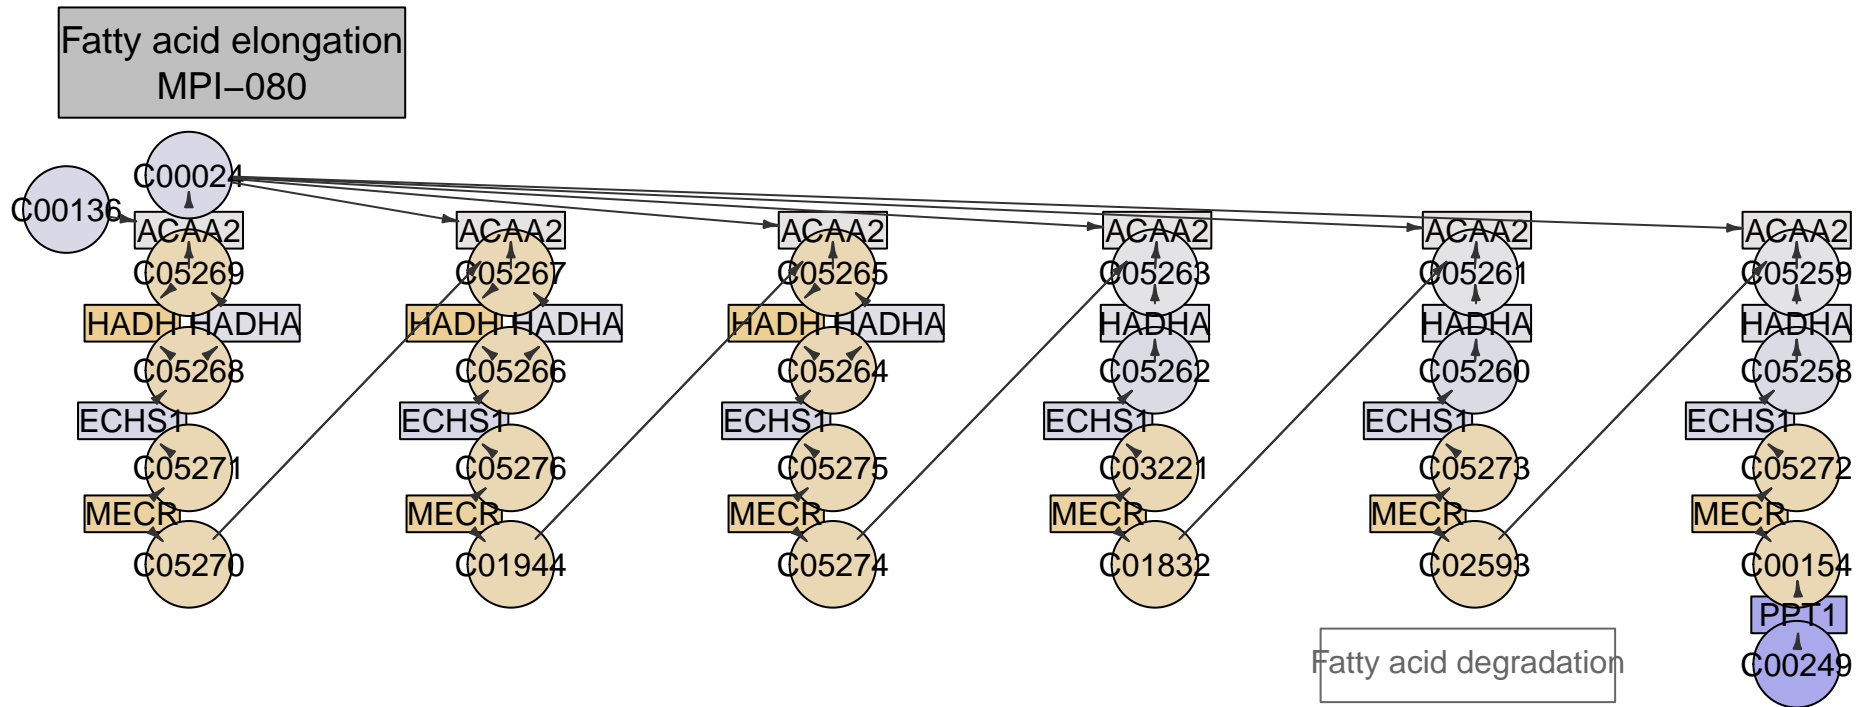 Fatty acid elongation
MPI−080
C00024
C00136
ACAA2 ACAA2 ACAA2 ACAA2 ACAA2 ACAA2
C05269 C05267 C05265 C05263 C05261 C05259
HADH HADHA HADH HADHA HADH HADHA HADHA HADHA HADHA
C05268 C05266 C05264 C05262 C05260 C05258
ECHS1 ECHS1 ECHS1 ECHS1 ECHS1 ECHS1
C05271 C05276 C05275 C03221 C05273 C05272
MECR MECR MECR MECR MECR MECR
C05270 C01944 C05274 C01832 C02593 C00154
PPT1
Fatty acid degradation C00249